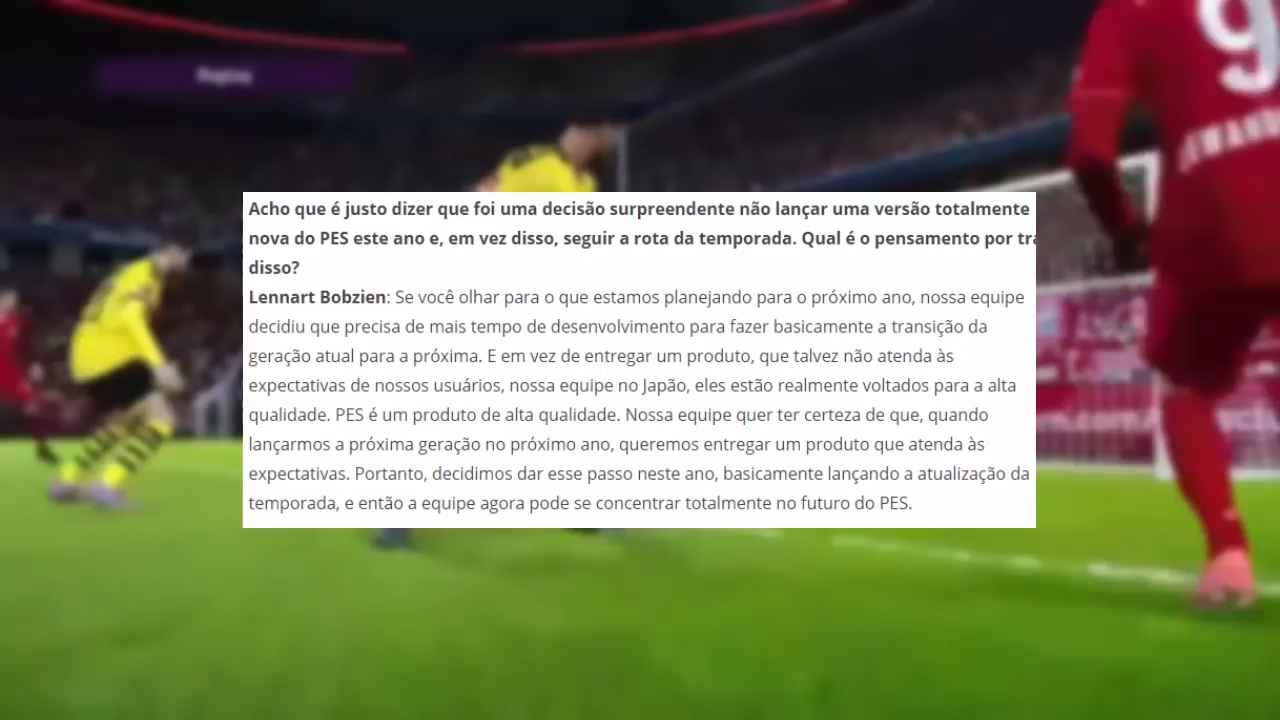 Replay
9
Acho que é justo dizer que foi uma decisão surpreendente não lançar uma versão totalmente
nova do PES este ano e, em vez disso, seguir a rota da temporada. Qual é o pensamento por
disso?
Lennart Bobzien: Se você olhar para o que estamos planejando para o próximo ano, nossa equipe
decidiu que precisa de mais tempo de desenvolvimento para fazer basicamente a transição da
geração atual para a próxima. E em vez de entregar um produto, que talvez não atenda às
expectativas de nossos usuários, nossa equipe no Japão, eles estão realmente voltados para a alta
qualidade. PES é um produto de alta qualidade. Nossa equipe quer ter certeza de que, quando
lançarmos a próxima geração no próximo ano, queremos entregar um produto que atenda às
expectativas. Portanto, decidimos dar esse passo neste ano, basicamente lançando a atualização da
temporada, e então a equipe agora pode se concentrar totalmente no futuro do PES.